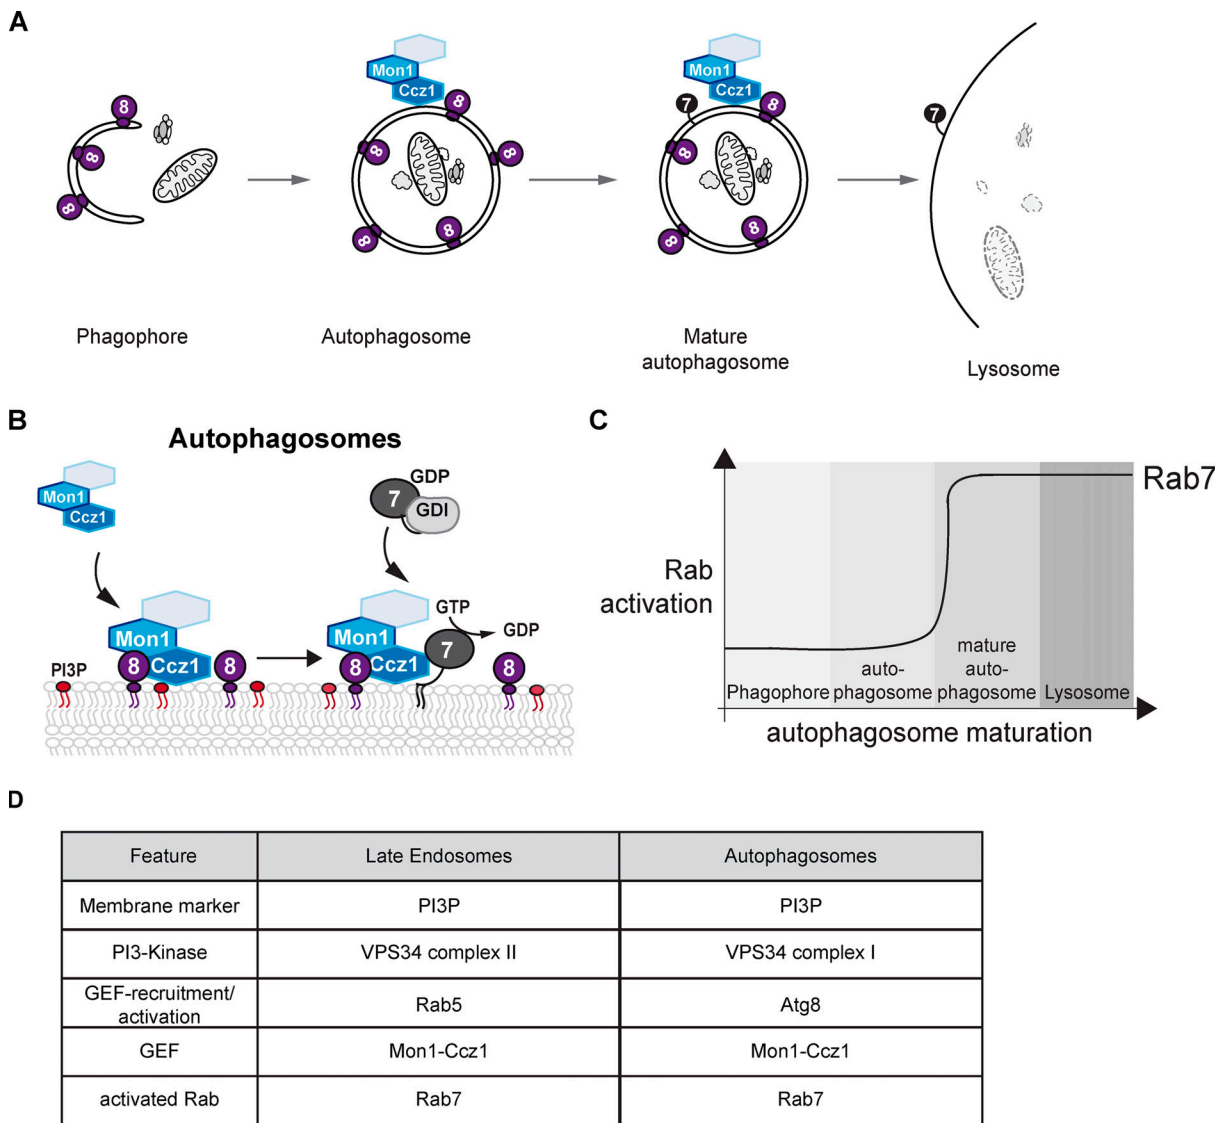 A
8
8
8
Mon1
Ccz1
8
8
8
8
8
Mon1
Ccz1
7
8
8
8
8
7
Phagophore
Autophagosome
Mature
autophagosome
Lysosome
B
Autophagosomes
Mon1
Ccz1
GDP
7
GDI
Mon1
8
Ccz1
8
PI3P
Mon1
8
Ccz1
GTP
7
GDP
8
C
Rab
activation
Rab7
Phagophore
auto-
phagosome
mature
auto-
phagosome
Lysosome
autophagosome maturation
D
Feature
Late Endosomes
Autophagosomes
Membrane marker
PI3P
PI3P
PI3-Kinase
VPS34 complex II
VPS34 complex I
GEF-recruitment/
activation
Rab5
Atg8
GEF
Mon1-Ccz1
Mon1-Ccz1
activated Rab
Rab7
Rab7